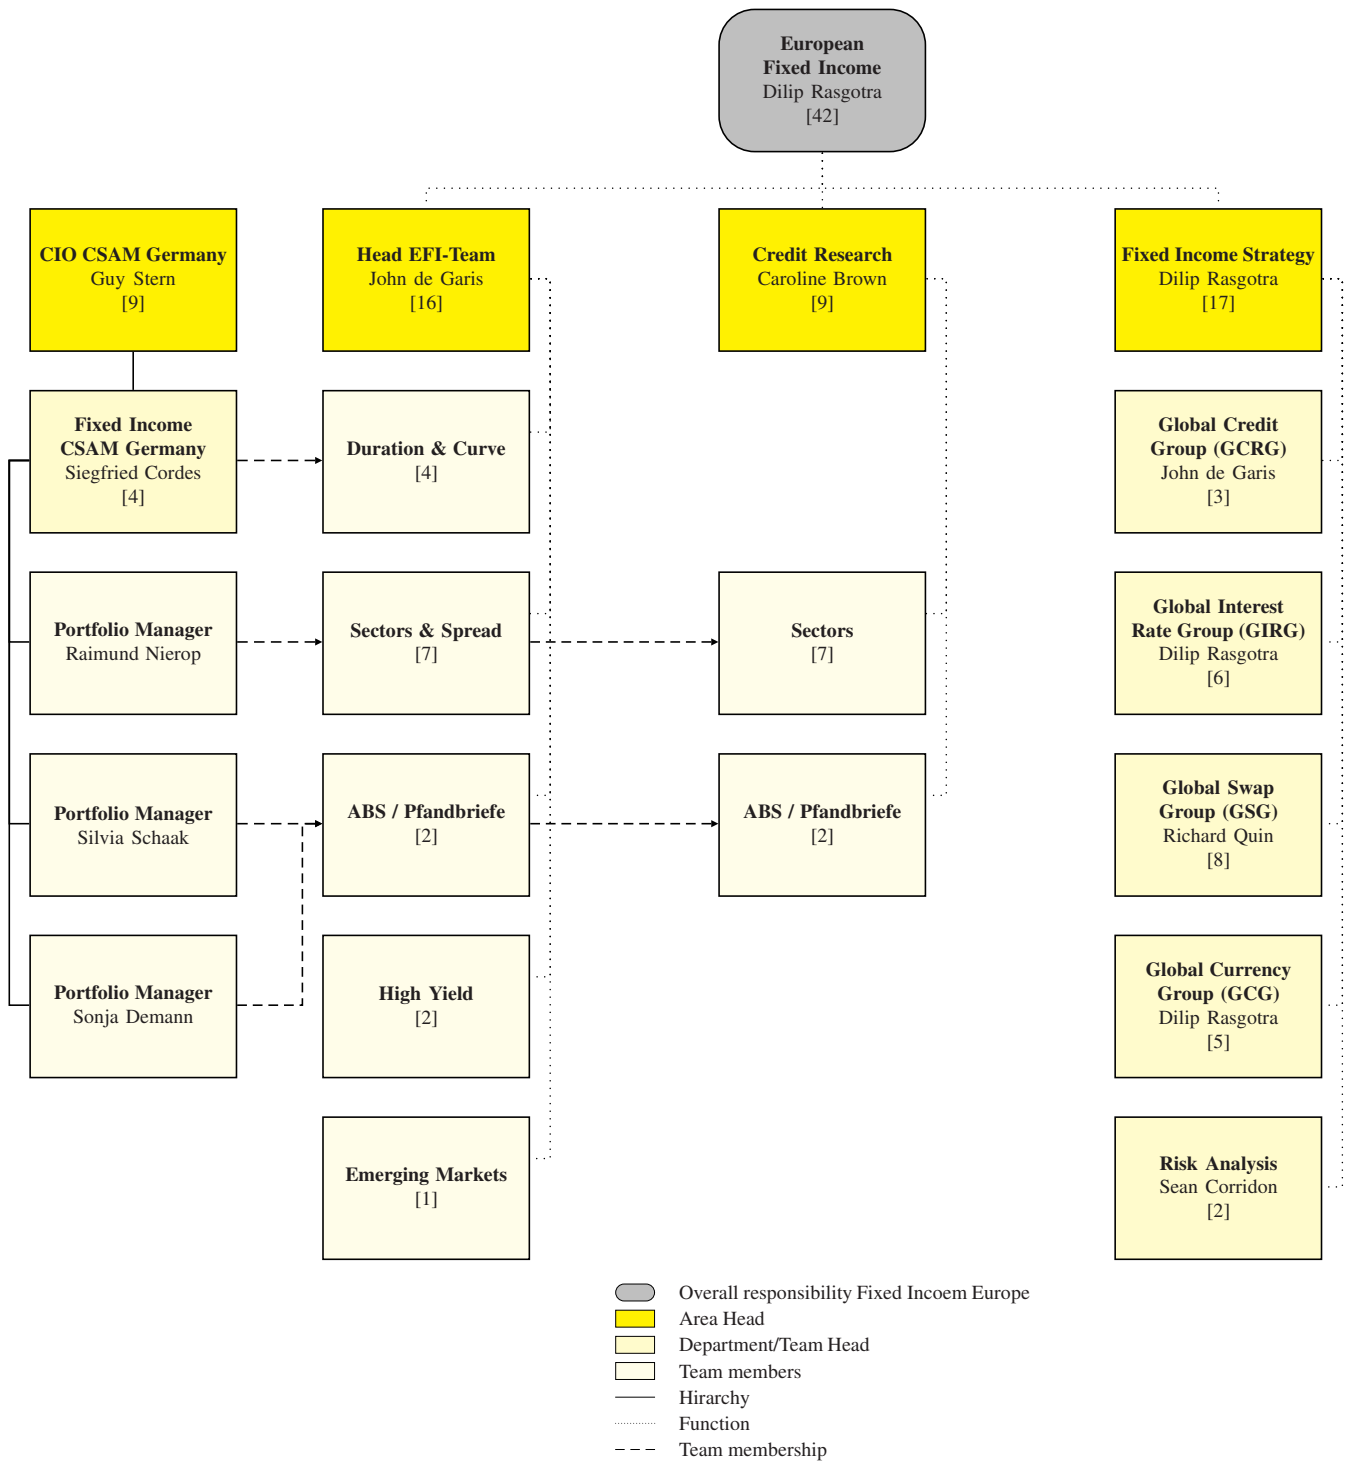 European
Fixed Income
Dilip Rasgotra
[42]
CIO CSAM Germany
Guy Stern
[9]
Head EFI-Team
John de Garis
[16]
Credit Research
Caroline Brown
[9]
Fixed Income Strategy
Dilip Rasgotra
[17]
Fixed Income
CSAM Germany
Siegfried Cordes
[4]
Duration & Curve
[4]
Global Credit
Group (GCRG)
John de Garis
[3]
Portfolio Manager
Raimund Nierop
Sectors & Spread
[7]
Sectors
[7]
Global Interest
Rate Group (GIRG)
Dilip Rasgotra
[6]
Portfolio Manager
Silvia Schaak
ABS / Pfandbriefe
[2]
ABS / Pfandbriefe
[2]
Global Swap
Group (GSG)
Richard Quin
[8]
Portfolio Manager
Sonja Demann
High Yield
[2]
Global Currency
Group (GCG)
Dilip Rasgotra
[5]
Emerging Markets
[1]
Risk Analysis
Sean Corridon
[2]
Overall responsibility Fixed Incoem Europe
Area Head
Department/Team Head
Team members
Hirarchy
Function
Team membership